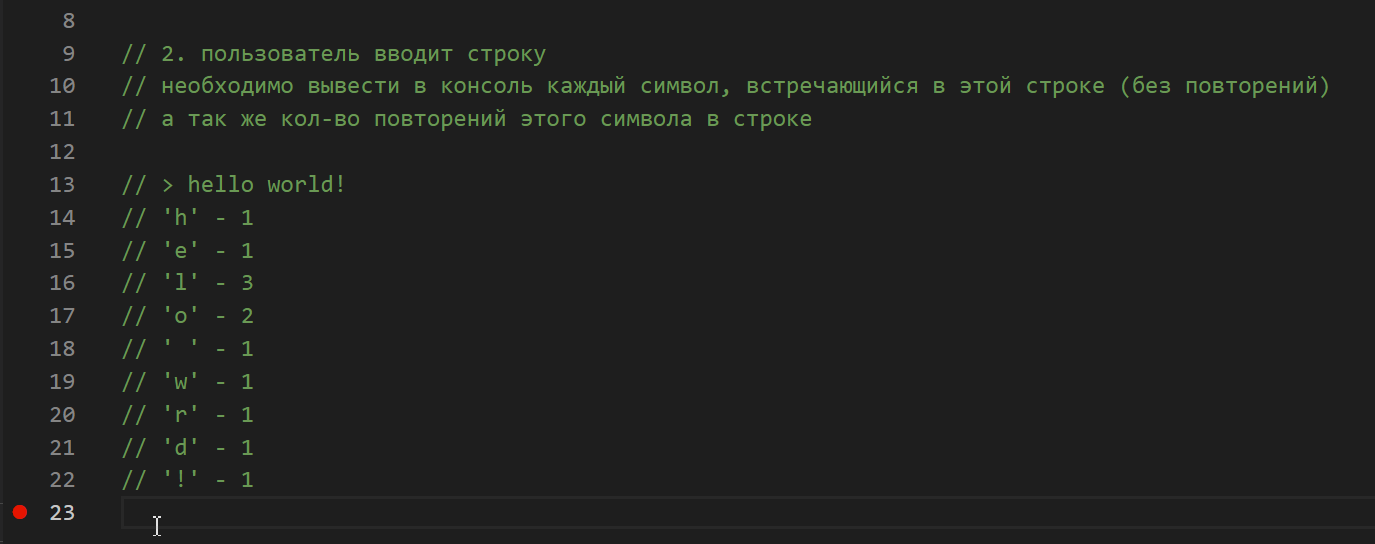 8
9 // 2. пользователь вводит строку
10 // необходимо вывести в консоль каждый символ, встречающийся в этой строке (без повторений)
11 // а так же кол-во повторений этого символа в строке
12
13 // > hello world!
14 // 'h' - 1
15 // 'e' - 1
16 // 'l' - 3
17 // 'o' - 2
18 // ' ' - 1
19 // 'w' - 1
20 // 'r' - 1
21 // 'd' - 1
22 // '!' - 1
23